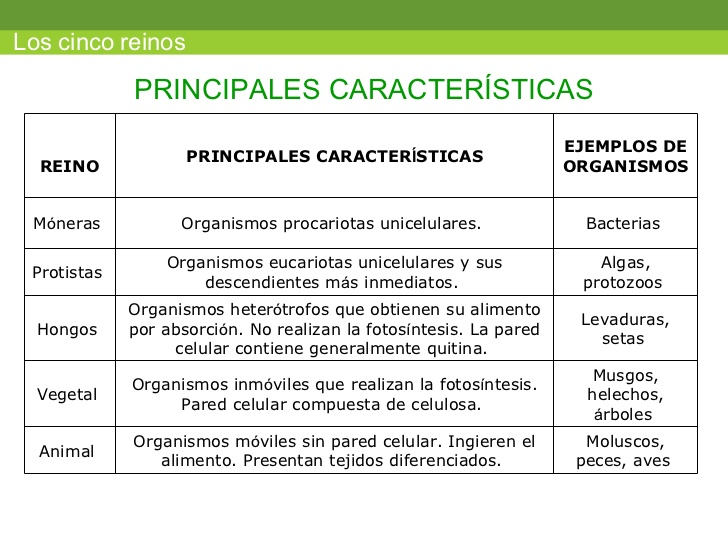 Los cinco reinos
PRINCIPALES CARACTERÍSTICAS
REINO
PRINCIPALES CARACTERÍSTICAS
EJEMPLOS DE
ORGANISMOS
Móneras
Organismos procariotas unicelulares.
Bacterias
Protistas
Organismos eucariotas unicelulares y sus
descendientes más inmediatos.
Algas,
protozoos
Hongos
Organismos heterótrofos que obtienen su alimento
por absorción. No realizan la fotosíntesis. La pared
celular contiene generalmente quitina.
Levaduras,
setas
Vegetal
Organismos inmóviles que realizan la fotosíntesis.
Pared celular compuesta de celulosa.
Musgos,
helechos,
árboles
Animal
Organismos móviles sin pared celular. Ingieren el
alimento. Presentan tejidos diferenciados.
Moluscos,
peces, aves